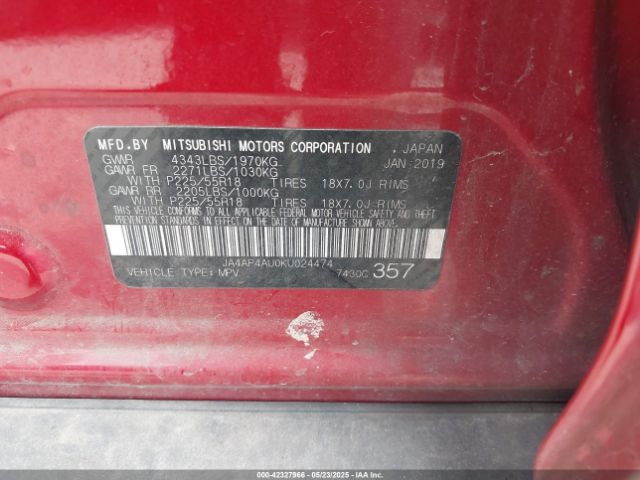 MFD.BY MITSUBISHI MOTORS CORPORATION , JAPAN
GVWR 4343LBS/1970KG JAN 2019
GAWR FR 2271LBS/1030KG
WITH P225/55R18 TIRES 18X7.0J RIMS
GAWR RR 2205LBS/1000KG
WITH P225/55R18 TIRES 18X7.0J RIMS
THIS VEHICLE CONFORMS TO ALL APPLICABLE FEDERAL MOTOR VEHICLE SAFETY AND THEFT
PREVENTION STANDARDS IN EFFECT ON THE DATE OF MANUFACTURE SHOWN ABOVE.
JA4AP4AU0KU024474
VEHICLE TYPE: MPV 7430C 357
000-42327966 - 05/23/2025 - IAAI.COM